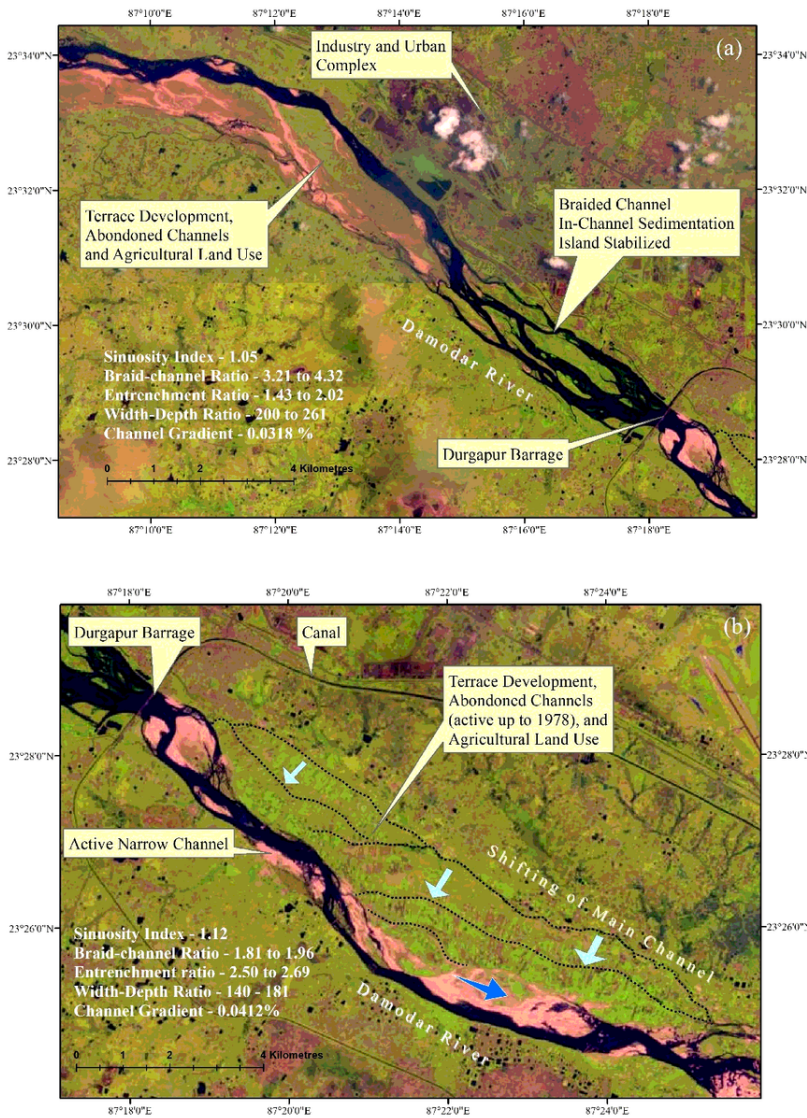 87°10'0"E 87°12'0"E 87°14'0"E 87°16'0"E 87°18'0"E
(a)
23°34'0"N 23°34'0"N
Industry and Urban
Complex
23°32'0"N 23°32'0"N
Terrace Development,
Abondoned Channels
and Agricultural Land Use
Braided Channel
In-Channel Sedimentation
Island Stabilized
23°30'0"N 23°30'0"N
Damodar River
Sinuosity Index - 1.05
Braid-channel Ratio - 3.21 to 4.32
Entrenchment Ratio - 1.43 to 2.02
Width-Depth Ratio - 200 to 261
Channel Gradient - 0.0318 %
Durgapur Barrage
23°28'0"N 23°28'0"N
0 1 2 4 Kilometres
87°10'0"E 87°12'0"E 87°14'0"E 87°16'0"E 87°18'0"E
87°18'0"E 87°20'0"E 87°22'0"E 87°24'0"E
(b)
Durgapur Barrage
Canal
Terrace Development,
Abondoned Channels
(active up to 1978), and
Agricultural Land Use
23°28'0"N 23°28'0"N
Active Narrow Channel
Shifting of Main Channel
23°26'0"N 23°26'0"N
Sinuosity Index - 1.12
Braid-channel Ratio - 1.81 to 1.96
Entrenchment ratio - 2.50 to 2.69
Width-Depth Ratio - 140 - 181
Channel Gradient - 0.0412%
Damodar River
0 1 2 4 Kilometres
87°18'0"E 87°20'0"E 87°22'0"E 87°24'0"E